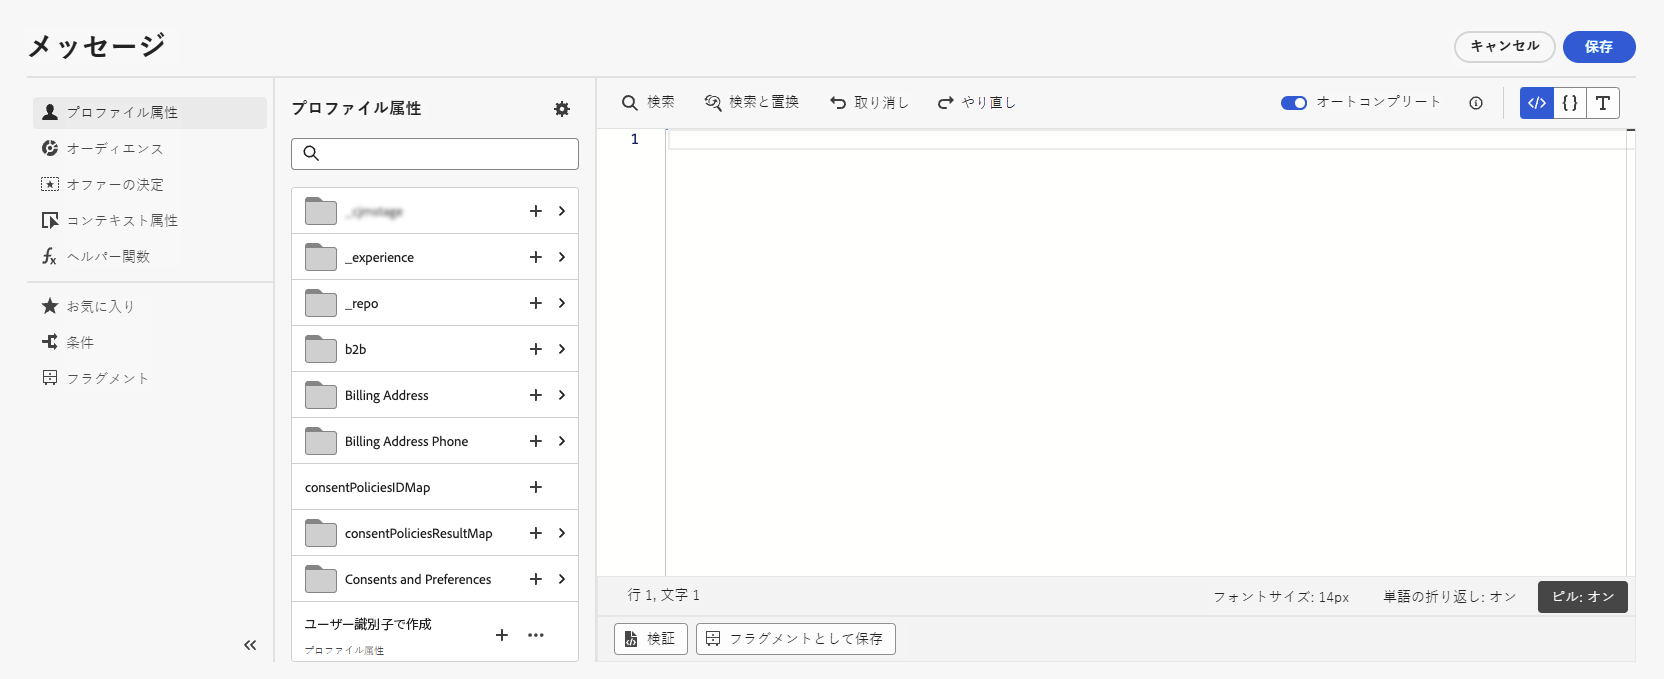 メッセージ
キャンセル
保存
プロファイル属性
オーディエンス
オファーの決定
コンテキスト属性
ヘルパー関数
お気に入り
条件
フラグメント
プロファイル属性
_experience
_repo
b2b
Billing Address
Billing Address Phone
consentPoliciesIDMap
consentPoliciesResultMap
Consents and Preferences
ユーザー識別子で作成
プロファイル属性
検索 検索と置換 取り消し やり直し オートコンプリート
1
行 1, 文字 1 フォントサイズ: 14px 単語の折り返し: オン ピル: オン
検証 フラグメントとして保存